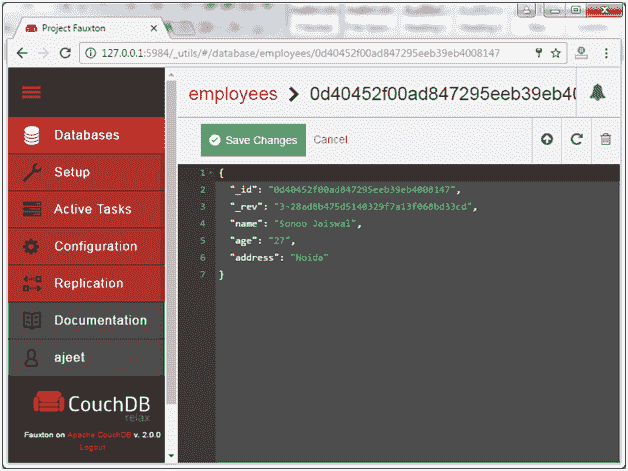 Project Fauxton
127.0.0.1:5984/_utils/#/database/employees/0d40452f00ad847295eeb39eb4008147
employees > 0d40452f00ad847295eeb39eb40
Databases
Setup
Active Tasks
Configuration
Replication
Documentation
ajeet
CouchDB
relax
Fauxton on Apache CouchDB v. 2.0.0
Logout
Save Changes Cancel
1 {
2 "_id": "0d40452f00ad847295eeb39eb4008147",
3 "_rev": "3-28ad8b475d5140329f7a13f068bd33cd",
4 "name": "Sonoo Jaiswal",
5 "age": "27",
6 "address": "Noida"
7 }